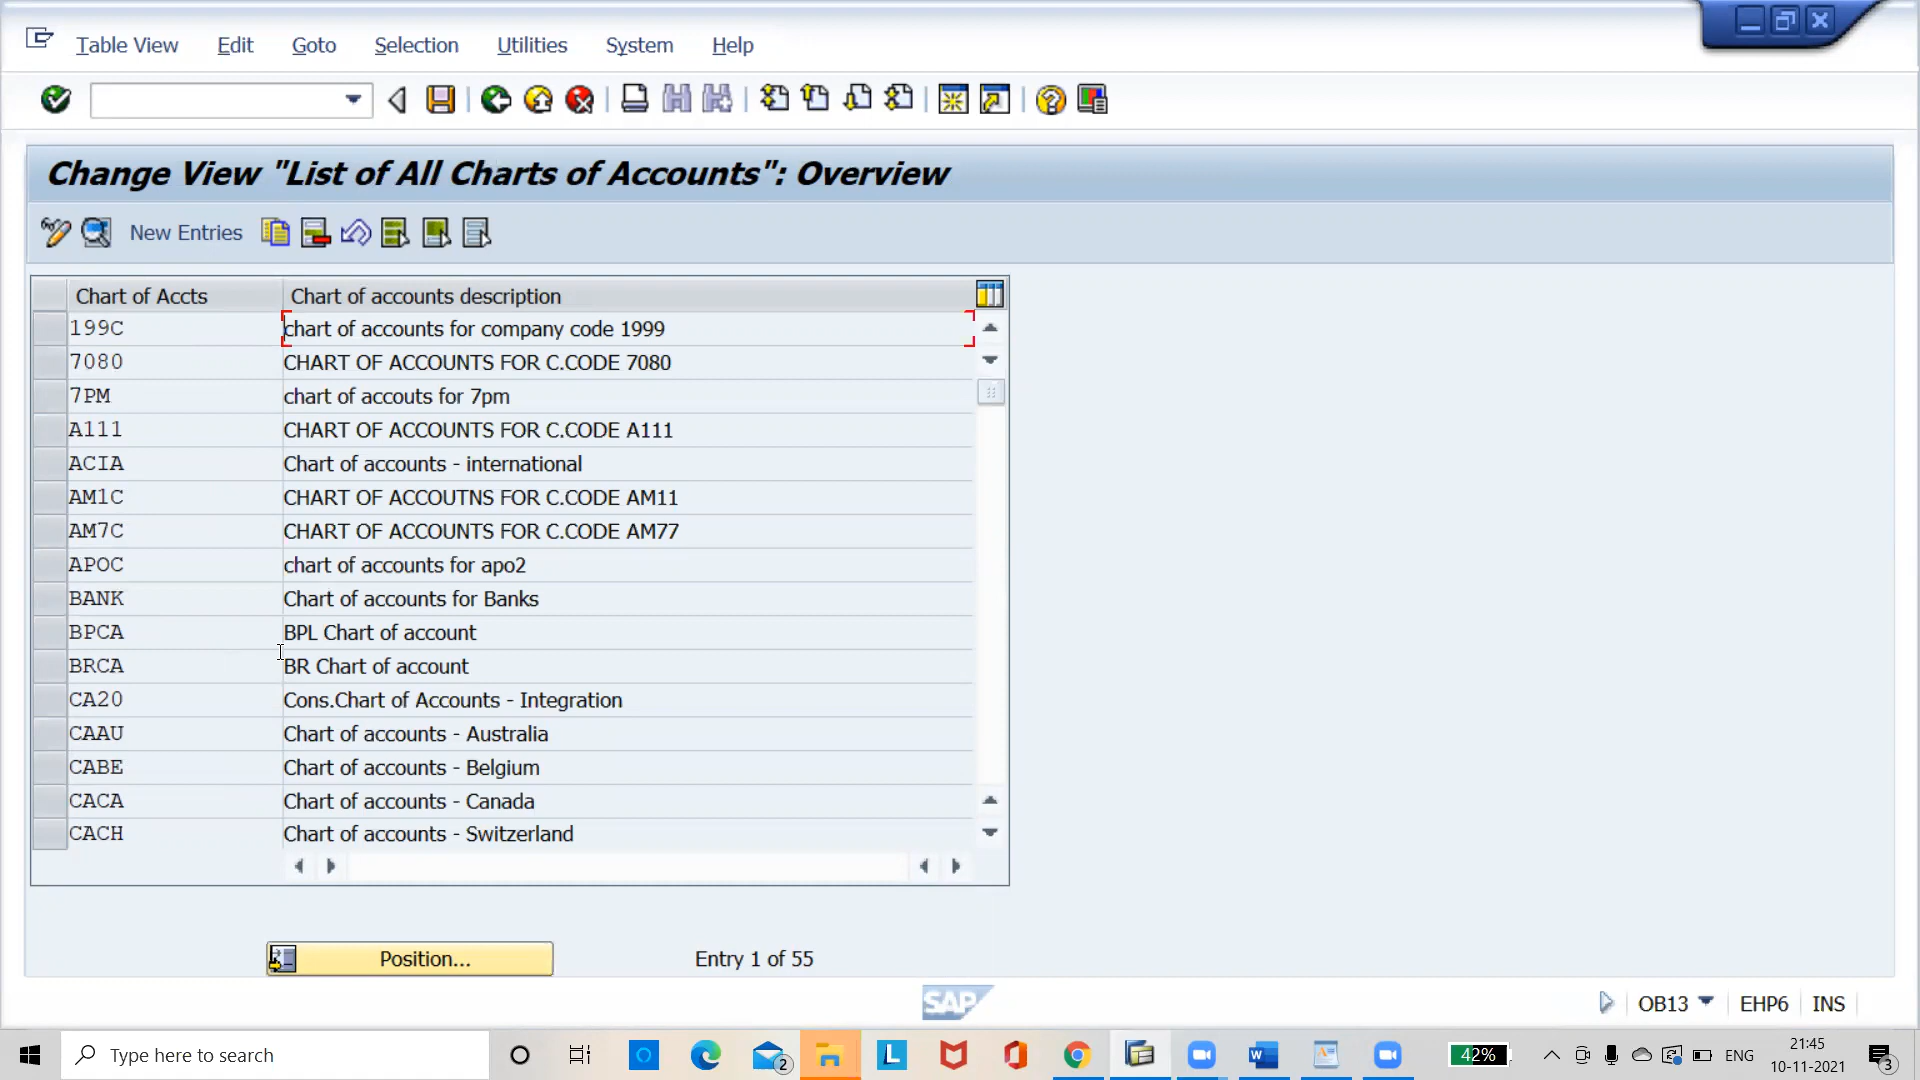 Table View Edit Goto Selection Utilities System Help
Change View "List of All Charts of Accounts": Overview
New Entries
Chart of Accts Chart of accounts description
199C chart of accounts for company code 1999
7080 CHART OF ACCOUNTS FOR C.CODE 7080
7PM chart of accouts for 7pm
A111 CHART OF ACCOUNTS FOR C.CODE A111
ACIA Chart of accounts - international
AM1C CHART OF ACCOUTNS FOR C.CODE AM11
AM7C CHART OF ACCOUNTS FOR C.CODE AM77
APOC chart of accounts for apo2
BANK Chart of accounts for Banks
BPCA BPL Chart of account
BRCA BR Chart of account
CA20 Cons.Chart of Accounts - Integration
CAAU Chart of accounts - Australia
CABE Chart of accounts - Belgium
CACA Chart of accounts - Canada
CACH Chart of accounts - Switzerland
Position... Entry 1 of 55
SAP
OB13 EHP6 INS
Type here to search
2
L
42%
ENG
21:45
10-11-2021
3